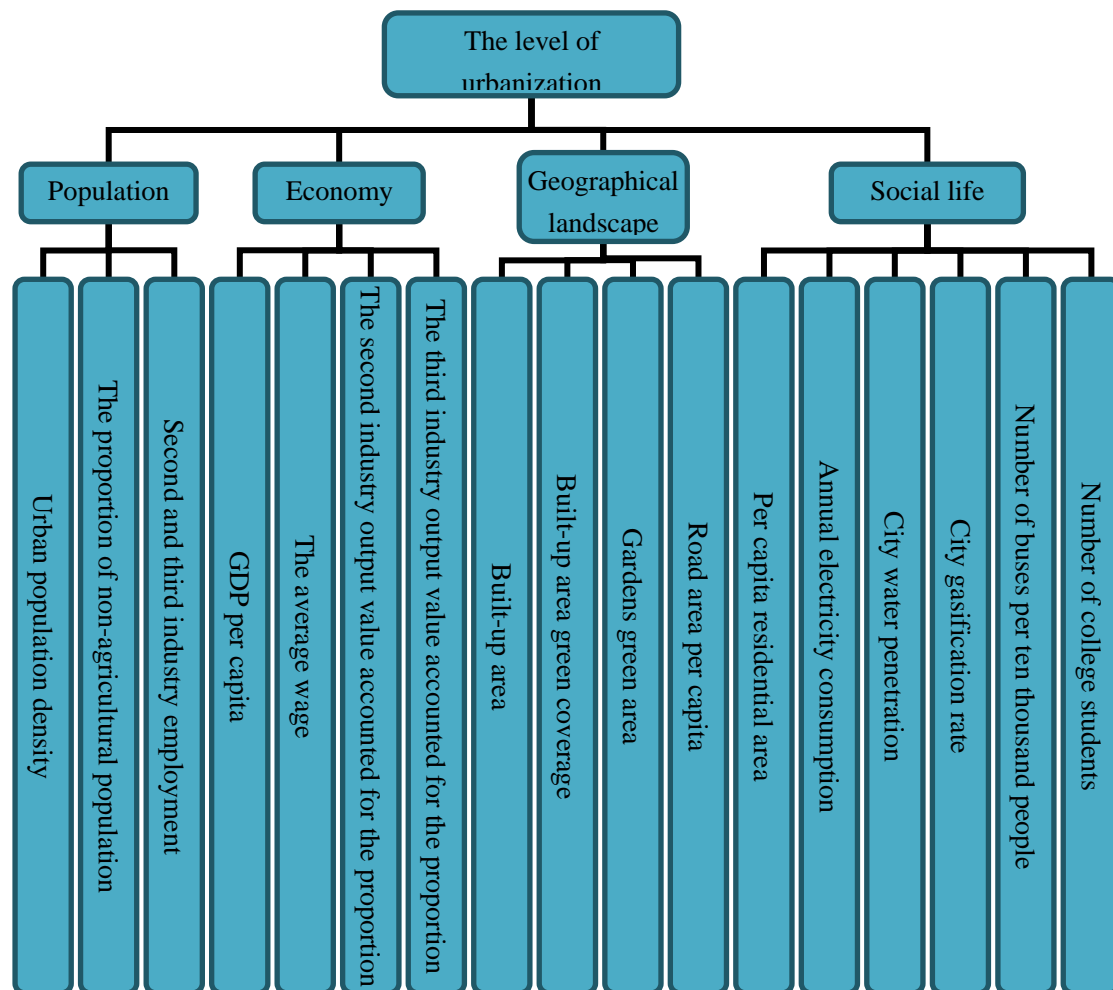 The level of
urbanization
Population
Economy
Geographical
landscape
Social life
Urban population density
The proportion of non-agricultural population
Second and third industry employment
GDP per capita
The average wage
The second industry output value accounted for the proportion
The third industry output value accounted for the proportion
Built-up area
Built-up area green coverage
Gardens green area
Road area per capita
Per capita residential area
Annual electricity consumption
City water penetration
City gasification rate
Number of buses per ten thousand people
Number of college students